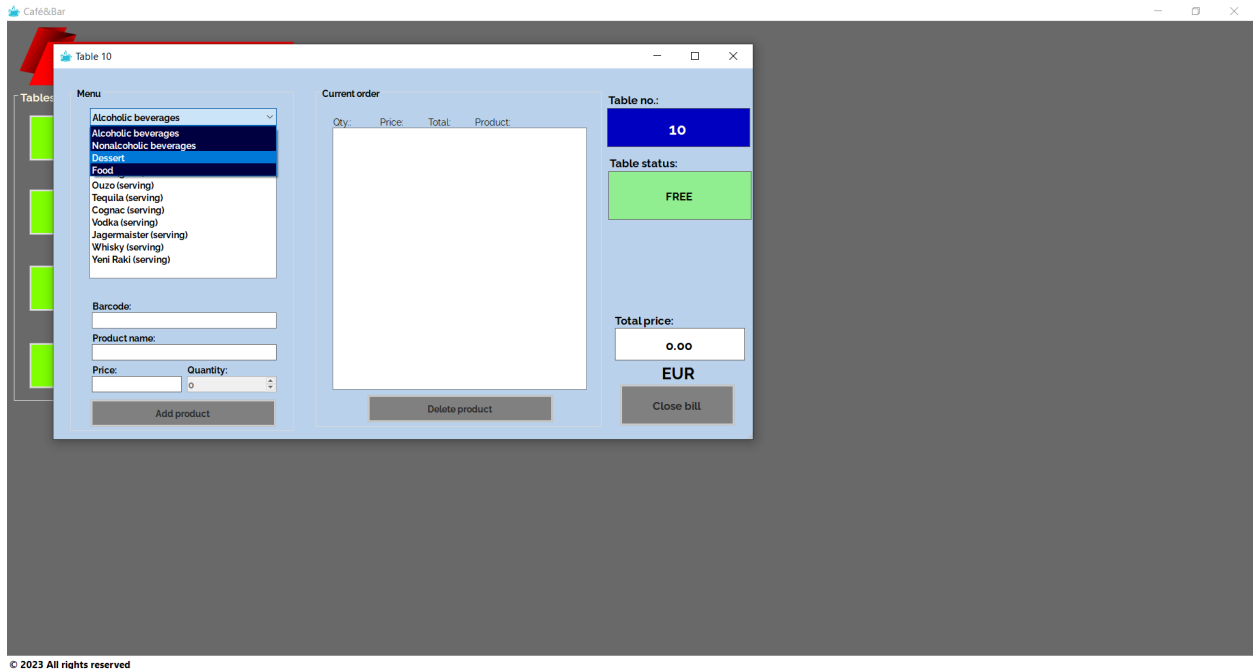 Café&Bar
Table 10
Tables
Menu
Alcoholic beverages
Alcoholic beverages
Nonalcoholic beverages
Dessert
Food
Ouzo (serving)
Tequila (serving)
Cognac (serving)
Vodka (serving)
Jagermaister (serving)
Whisky (serving)
Yeni Raki (serving)
Barcode:
Product name:
Price: Quantity:
0
Add product
Current order
Qty.: Price: Total: Product:
Delete product
Table no.:
10
Table status:
FREE
Total price:
0.00
EUR
Close bill
© 2023 All rights reserved